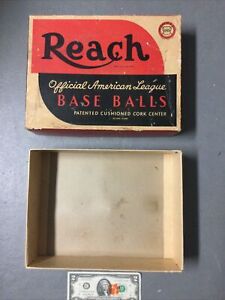 Reach
Official American League
BASE BALLS
PATENTED CUSHIONED CORK CENTER